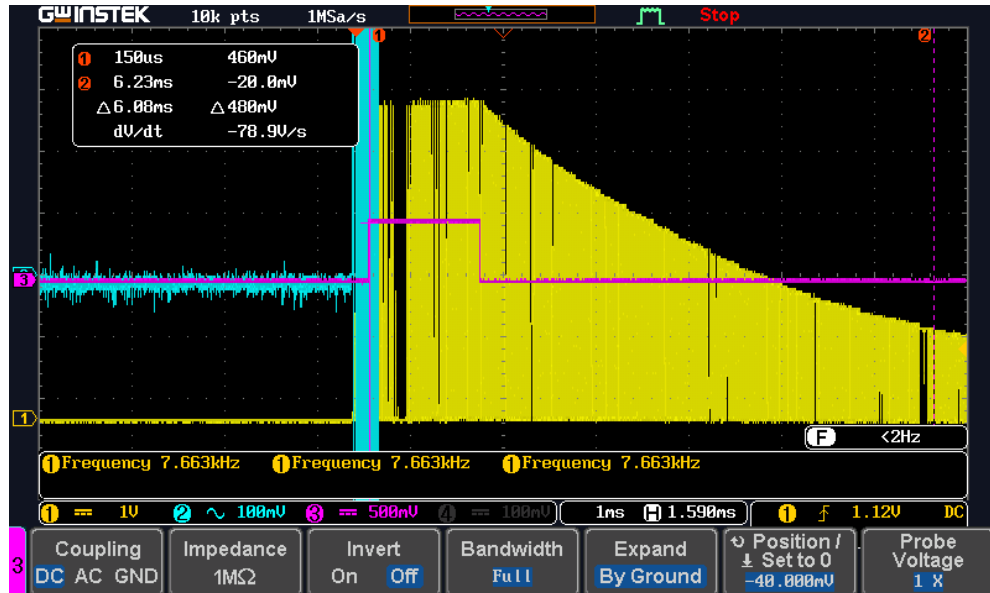 GWINSTEK 10k pts 1MSa/s Stop
1 150us 460mV
2 6.23ms -20.0mV
△6.08ms △480mV
dV/dt -78.9V/s
1
2
3
1
F <2Hz
1 Frequency 7.663kHz 1 Frequency 7.663kHz 1 Frequency 7.663kHz
1 1V 2 100mV 3 500mV 4 100mV 1ms H 1.590ms 1 1.12V DC
3
Coupling Impedance Invert Bandwidth Expand Position / Set to 0 Probe Voltage
DC AC GND 1MΩ On Off Full By Ground -40.000mV 1 X